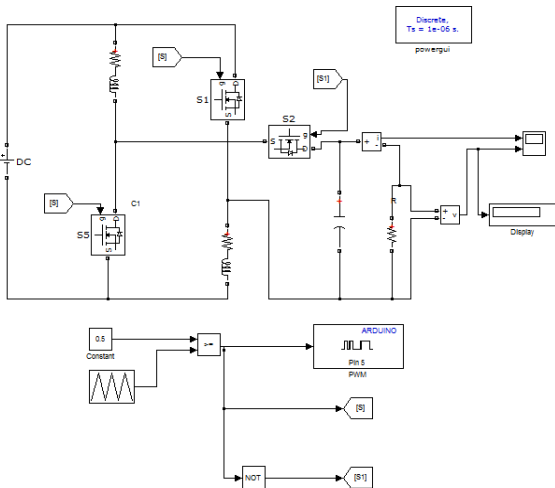 Discrete,
Ts = 1e-06 s.
powergui
[S]
[S1]
g
D
S1
S
S2
g
S
D
+
i
-
+
DC
[S]
C1
g
D
S5
S
+
R
+
+
v
-
Display
0.5
Constant
>=
ARDUINO
Pin 5
PWM
[S]
NOT
[S1]